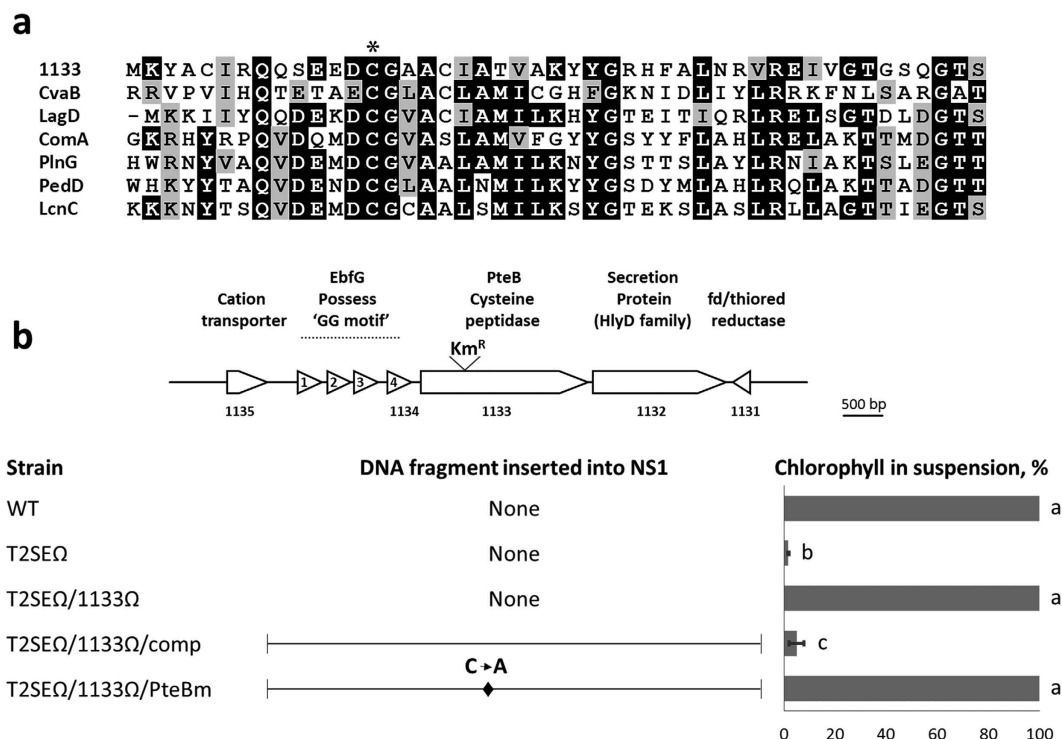 a
*
1133 MKYACIRQQSEEDCGAACIATVAKYYGRHFALNRVREIVGTGSQGTS
CvaB RRVPVIHQTETAECGLACLAMICGHFGKNIDLIYLRRKFNLSARGAT
LagD -MKKIIYQQDEKDCGVACIAMILKHYGTEITIQRLRELSGTDLDGTS
ComA GKRHYRPQVDQMDCGVASLAMVFGYYGSYYFLAHLRELAKTTMDGTT
PlnG HWRNYVAQVDEMDCGVAALAMILKNYGSTTSLAYLRNIAKTSLEGTT
PedD WHKYYTAQVDENDCGLAALNMILKYYGSDYMLAHLRQLAKTTADGTT
LcnC KKKNYTSQVDEMDCGCAALSMILKSYGTEKSLASLRLLAGTTIEGTS
b
Cation
transporter
EbfG
Possess
'GG motif'
PteB
Cysteine
peptidase
Secretion
Protein
(HlyD family)
fd/thiored
reductase
KmR
1 2 3 4
1135 1134 1133 1132 1131
500 bp
Strain DNA fragment inserted into NS1 Chlorophyll in suspension, %
WT None a
T2SEΩ None b
T2SEΩ/1133Ω None a
T2SEΩ/1133Ω/comp c
C→A
T2SEΩ/1133Ω/PteBm a
0 20 40 60 80 100